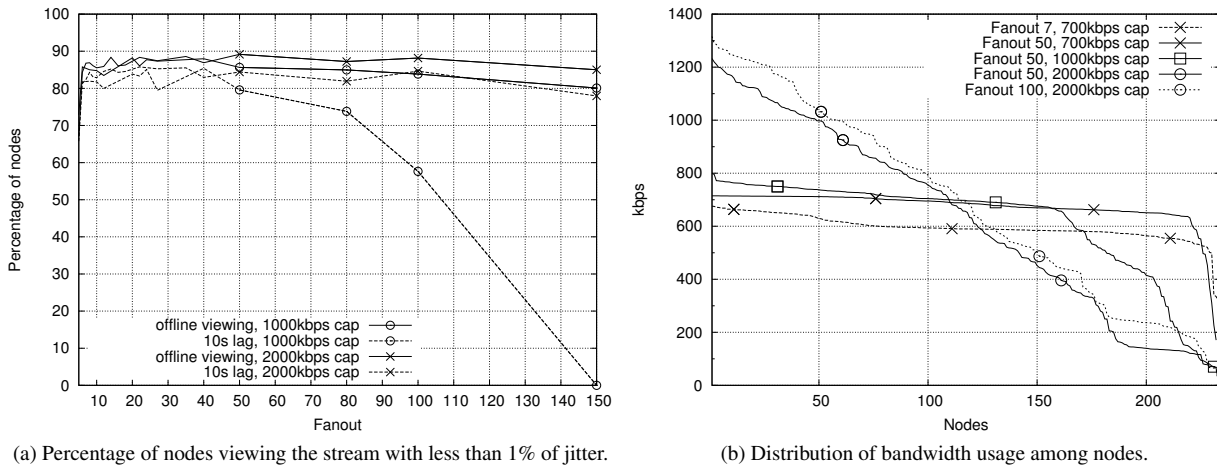 100
90
80
70
60
50
40
30
20
10
0
Percentage of nodes
offline viewing, 1000kbps cap
10s lag, 1000kbps cap
offline viewing, 2000kbps cap
10s lag, 2000kbps cap
10 20 30 40 50 60 70 80 90 100 110 120 130 140 150
Fanout
(a) Percentage of nodes viewing the stream with less than 1% of jitter.
1400
1200
1000
800
600
400
200
0
kbps
Fanout 7, 700kbps cap
Fanout 50, 700kbps cap
Fanout 50, 1000kbps cap
Fanout 50, 2000kbps cap
Fanout 100, 2000kbps cap
50 100 150 200
Nodes
(b) Distribution of bandwidth usage among nodes.